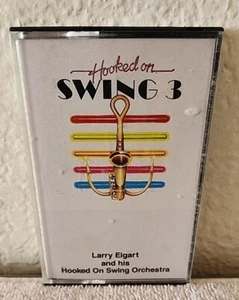 Hooked on
SWING 3
Larry Elgart
and his
Hooked On Swing Orchestra